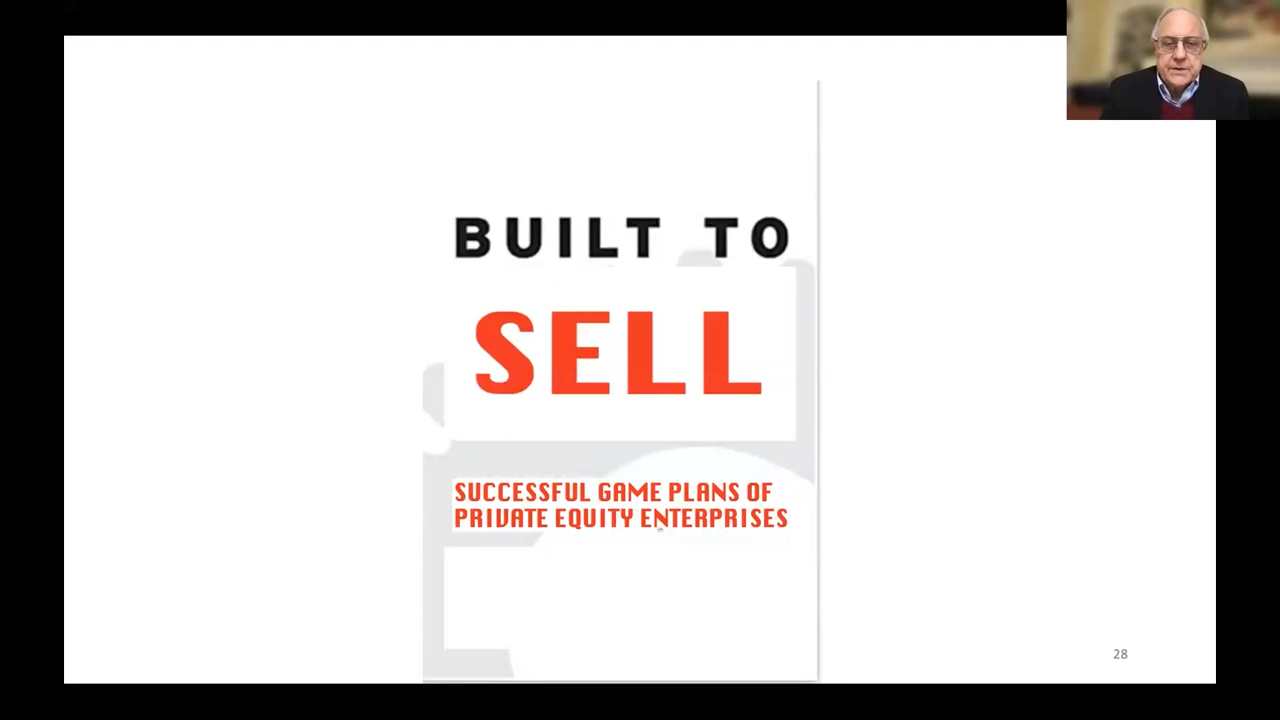 BUILT TO
SELL
SUCCESSFUL GAME PLANS OF
PRIVATE EQUITY ENTERPRISES
28